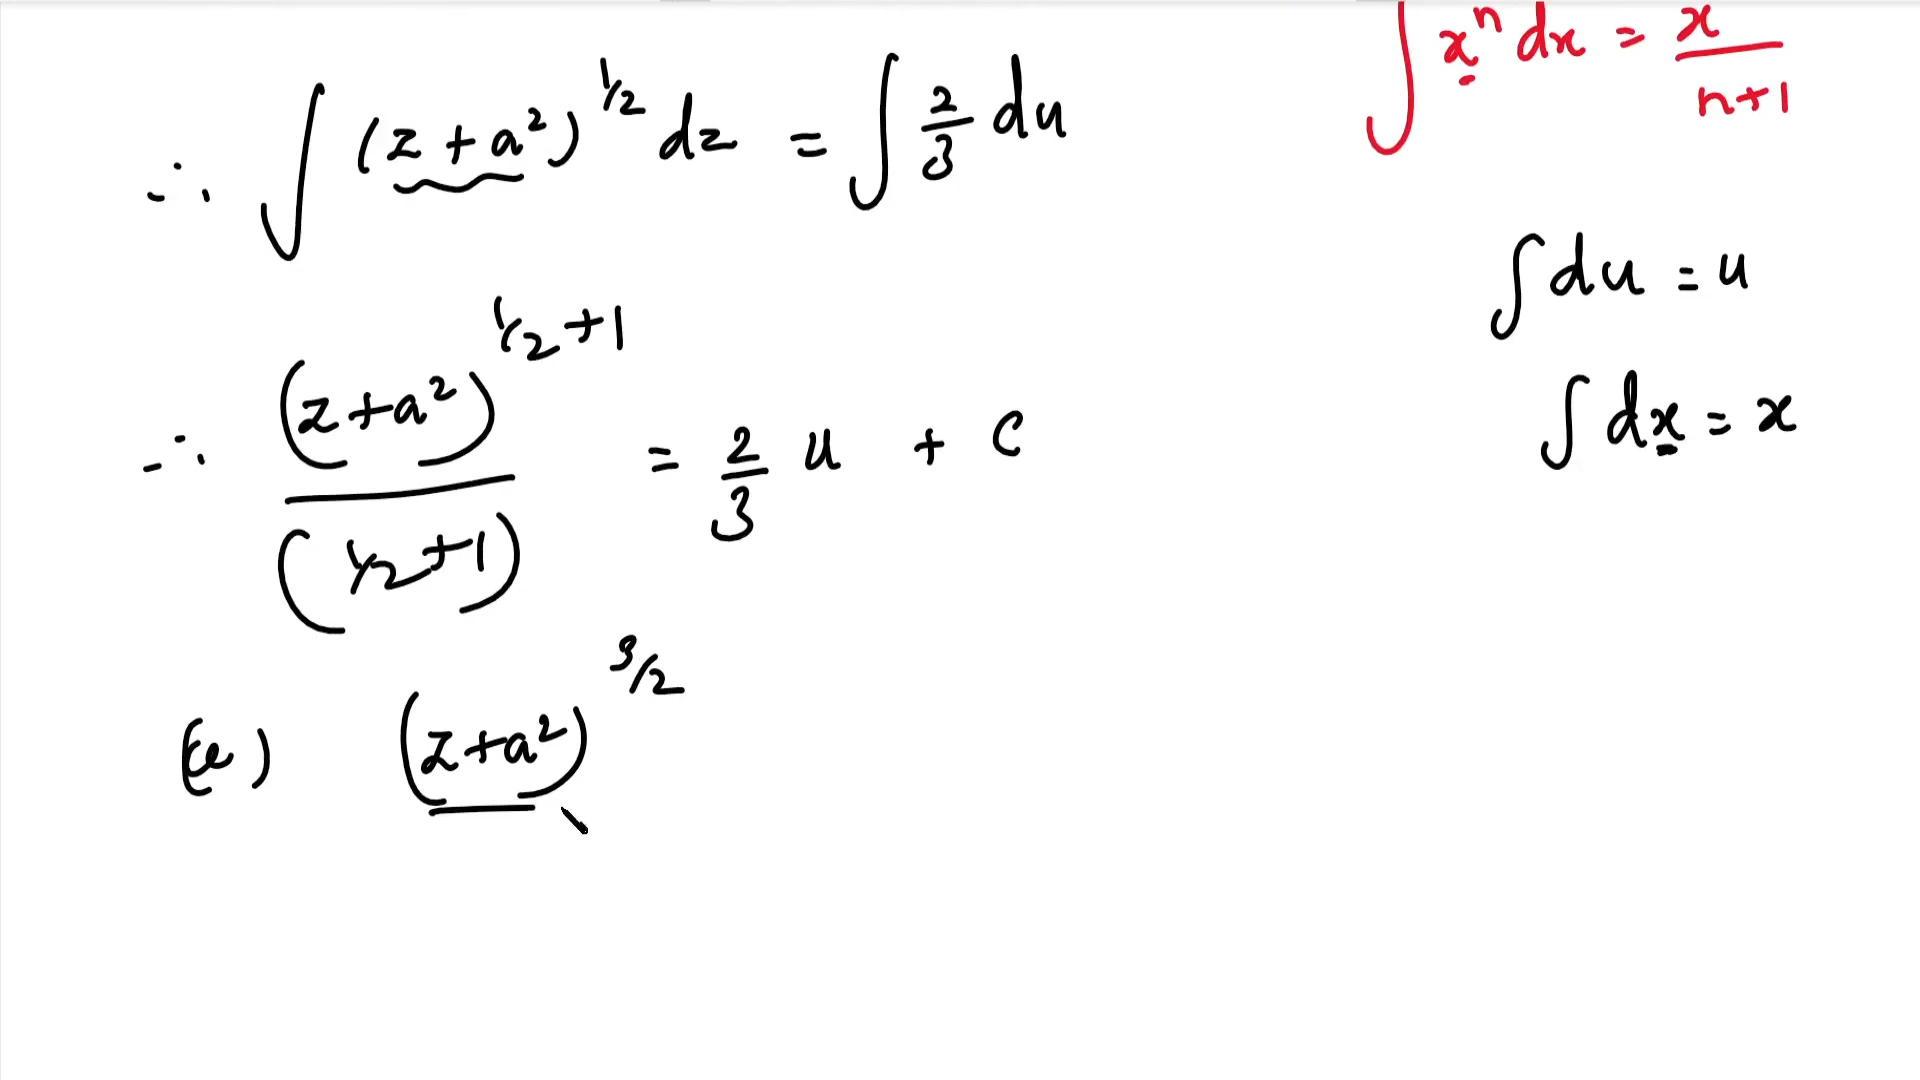 ∴ ∫ (z + a²)^(1/2) dz = ∫ 2/3 du
∴ (z + a²)^(1/2 + 1) / (1/2 + 1) = 2/3 u + c
(ie) (z + a²)^(3/2)
∫ xⁿ dx = x / n+1
∫ du = u
∫ dx = x